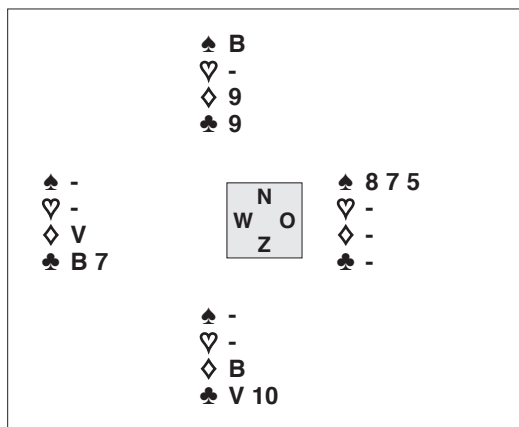 ♠ B
♡ -
◇ 9
♣ 9
♠ -
♡ -
◇ V
♣ B 7
N
W O
Z
♠ 8 7 5
♡ -
◇ -
♣ -
♠ -
♡ -
◇ B
♣ V 10